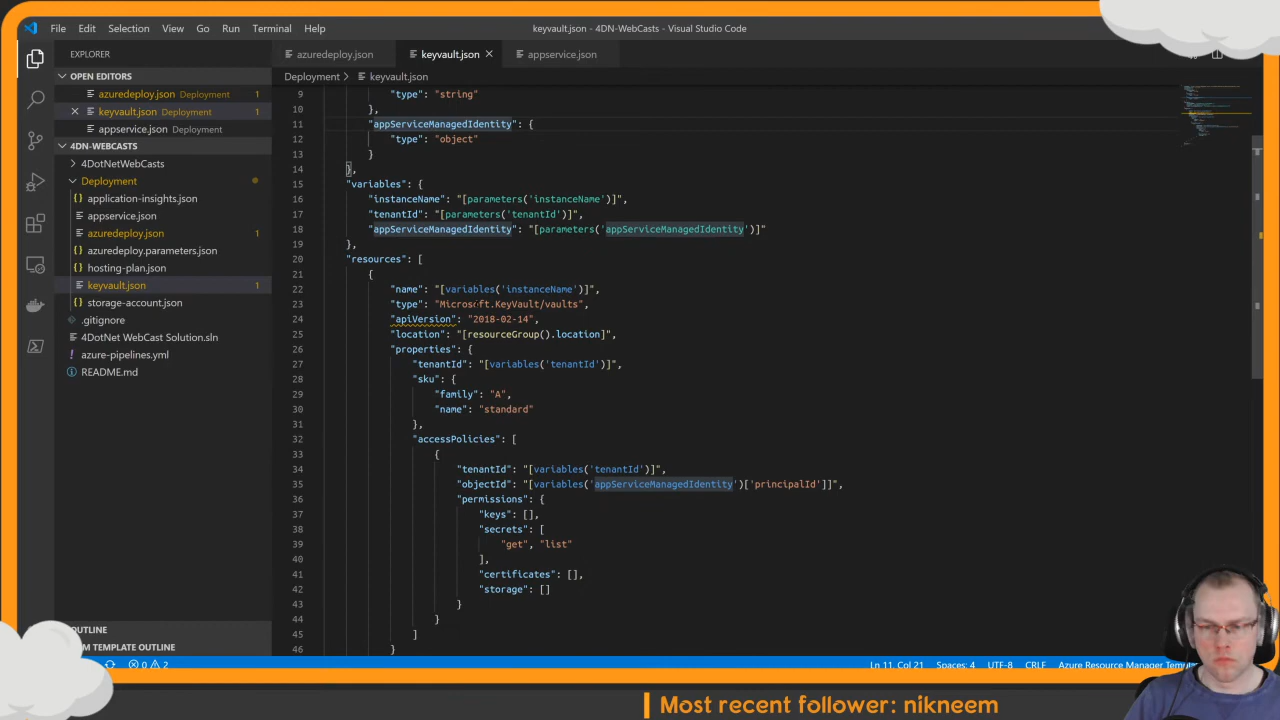 File Edit Selection View Go Run Terminal Help
keyvault.json - 4DN-WebCasts - Visual Studio Code
EXPLORER
azuredeploy.json
keyvault.json
appservice.json
OPEN EDITORS
Deployment > keyvault.json
azuredeploy.json Deployment 1
keyvault.json Deployment 1
appservice.json Deployment
4DN-WEBCASTS
4DotNetWebCasts
Deployment
application-insights.json
appservice.json
azuredeploy.json 1
azuredeploy.parameters.json
hosting-plan.json
keyvault.json 1
storage-account.json
.gitignore
4DotNet WebCast Solution.sln
azure-pipelines.yml
README.md
9 "type": "string"
10 },
11 "appServiceManagedIdentity": {
12 "type": "object"
13 }
14 },
15 "variables": {
16 "instanceName": "[parameters('instanceName')]",
17 "tenantId": "[parameters('tenantId')]",
18 "appServiceManagedIdentity": "[parameters('appServiceManagedIdentity')]"
19 },
20 "resources": [
21 {
22 "name": "[variables('instanceName')]",
23 "type": "Microsoft.KeyVault/vaults",
24 "apiVersion": "2018-02-14",
25 "location": "[resourceGroup().location]",
26 "properties": {
27 "tenantId": "[variables('tenantId')]",
28 "sku": {
29 "family": "A",
30 "name": "standard"
31 },
32 "accessPolicies": [
33 {
34 "tenantId": "[variables('tenantId')]",
35 "objectId": "[variables('appServiceManagedIdentity')['principalId']]",
36 "permissions": {
37 "keys": [],
38 "secrets": [
39 "get", "list"
40 ],
41 "certificates": [],
42 "storage": []
43 }
44 }
45 ]
46 }
OUTLINE
M TEMPLATE OUTLINE
0 2
Ln 11, Col 21 Spaces: 4 UTF-8 CRLF Azure Resource Manager Templa
Most recent follower: nikneem